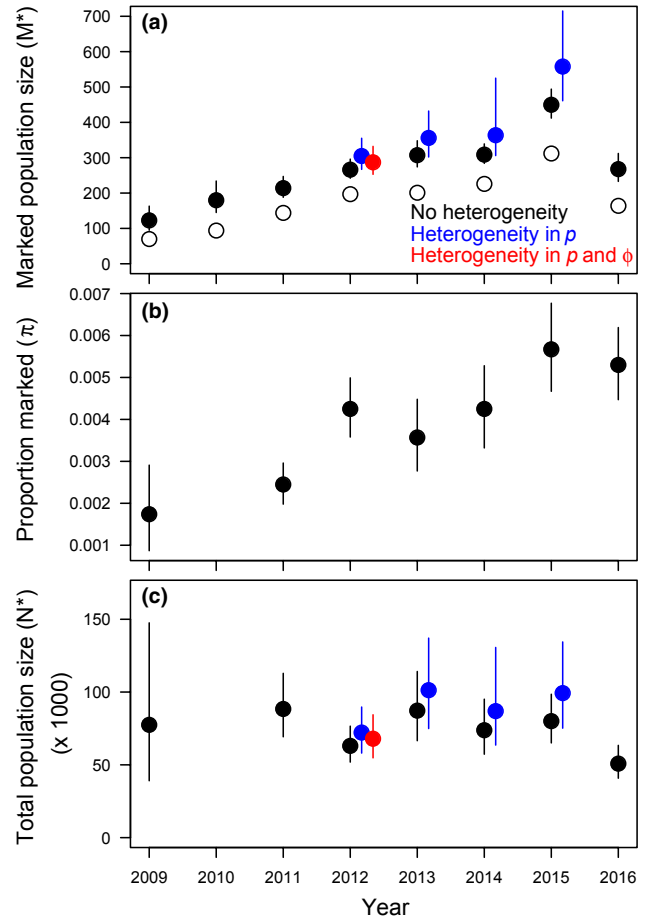 (a)
Marked population size (M*)
700
600
500
400
300
200
100
0
No heterogeneity
Heterogeneity in p
Heterogeneity in p and ϕ
(b)
Proportion marked (π)
0.007
0.006
0.005
0.004
0.003
0.002
0.001
(c)
Total population size (N*)
(x 1000)
150
100
50
0
2009 2010 2011 2012 2013 2014 2015 2016
Year